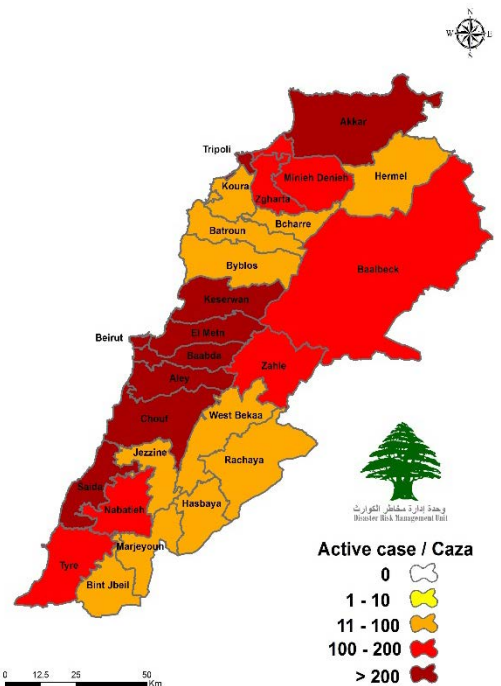 N
W E
S
Akkar
Tripoli
Minieh Denieh
Hermel
Koura
Zgharta
Bcharre
Batroun
Baalbeck
Byblos
Keserwan
Beirut
El Metn
Baabda
Zahle
Aley
Chouf
West Bekaa
Jezzine
Rachaya
Saida
Hasbaya
Nabatieh
Marjeyoun
Tyre
Bint Jbeil
وحدة إدارة مخاطر الكوارث
Disaster Risk Management Unit
Active case / Caza
0
1 - 10
11 - 100
100 - 200
> 200
0 12.5 25 50
Km